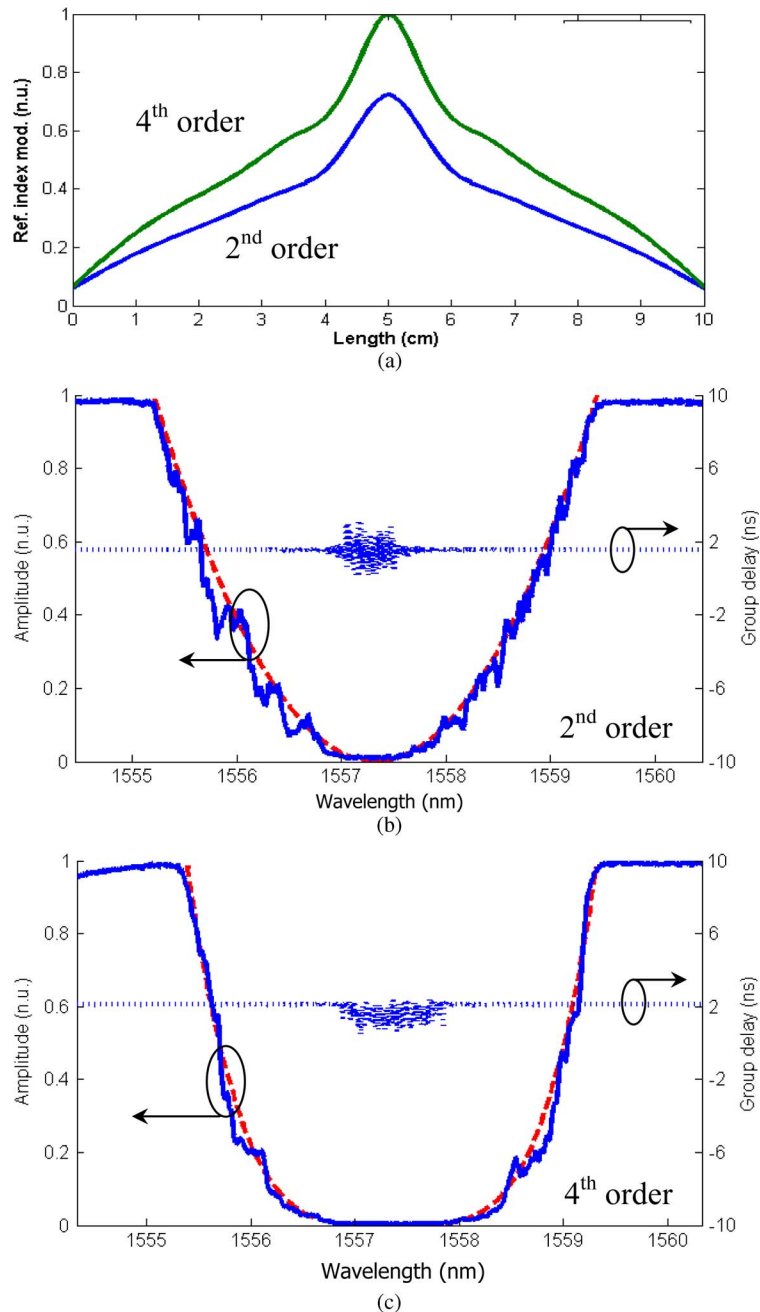 Ref. index mod. (n.u.)
1
0.8
0.6
0.4
0.2
0
4th order
2nd order
0 1 2 3 4 5 6 7 8 9 10
Length (cm)
(a)
Amplitude (n.u.)
1
0.8
0.6
0.4
0.2
0
10
6
2
-2
-6
-10
Group delay (ns)
2nd order
1555 1556 1557 1558 1559 1560
Wavelength (nm)
(b)
Amplitude (n.u.)
1
0.8
0.6
0.4
0.2
0
10
6
2
-2
-6
-10
Group delay (ns)
4th order
1555 1556 1557 1558 1559 1560
Wavelength (nm)
(c)